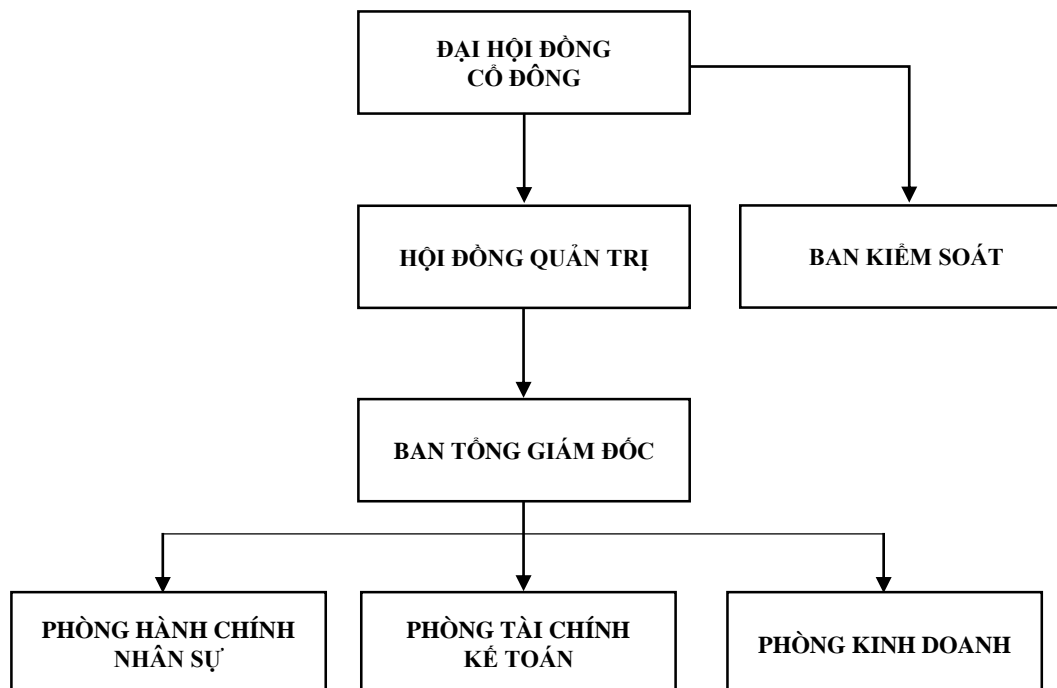 ĐẠI HỘI ĐỒNG
CỔ ĐÔNG
HỘI ĐỒNG QUẢN TRỊ
BAN KIỂM SOÁT
BAN TỔNG GIÁM ĐỐC
PHÒNG HÀNH CHÍNH
NHÂN SỰ
PHÒNG TÀI CHÍNH
KẾ TOÁN
PHÒNG KINH DOANH